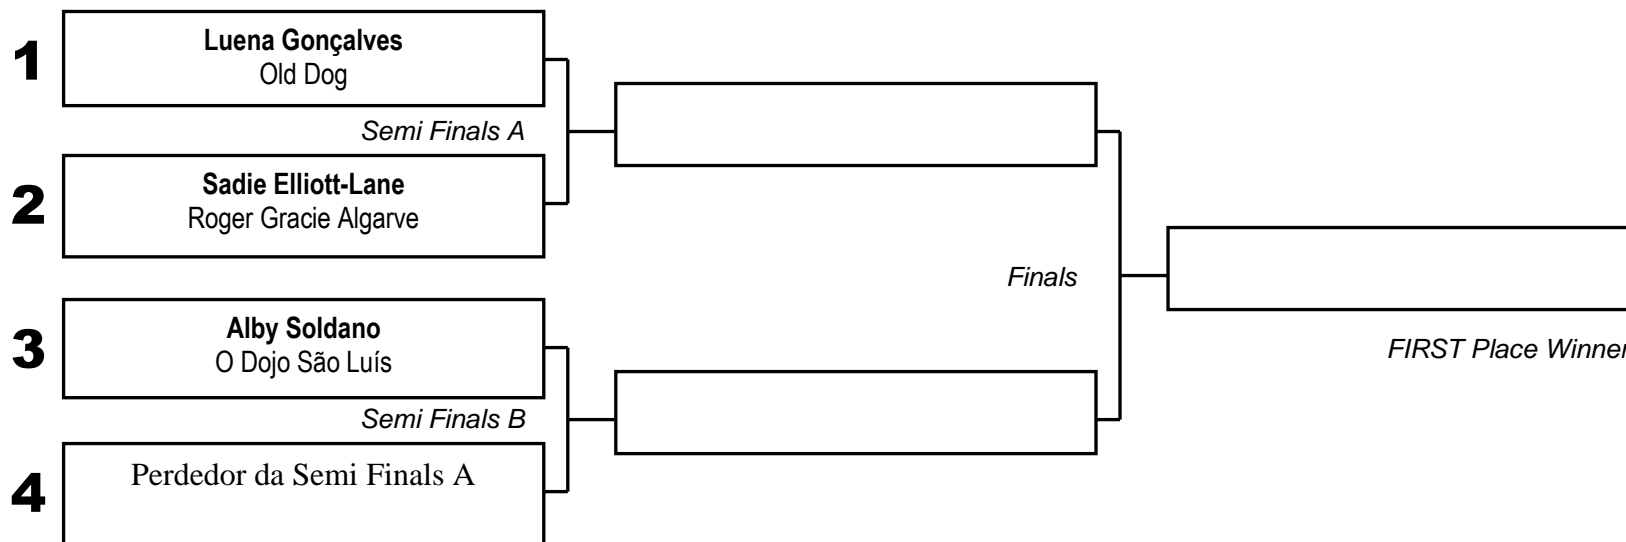 1
Luena Gonçalves
Old Dog
Semi Finals A
2
Sadie Elliott-Lane
Roger Gracie Algarve
3
Alby Soldano
O Dojo São Luís
Semi Finals B
4
Perdedor da Semi Finals A
Finals
FIRST Place Winner